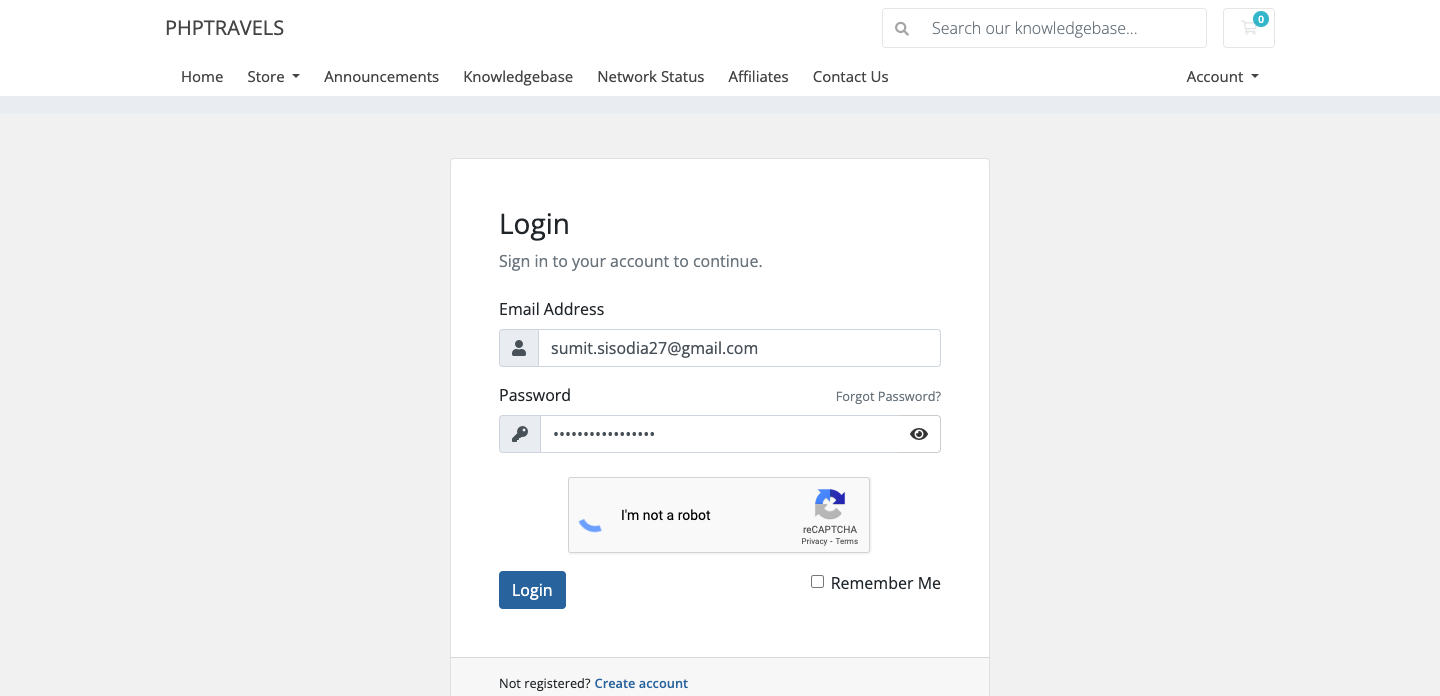 PHPTRAVELS
Search our knowledgebase...
0
Home
Store
Announcements
Knowledgebase
Network Status
Affiliates
Contact Us
Account
Login
Sign in to your account to continue.
Email Address
sumit.sisodia27@gmail.com
Password
Forgot Password?
•••••••••••••••••
I'm not a robot
reCAPTCHA
Privacy - Terms
Login
Remember Me
Not registered? Create account